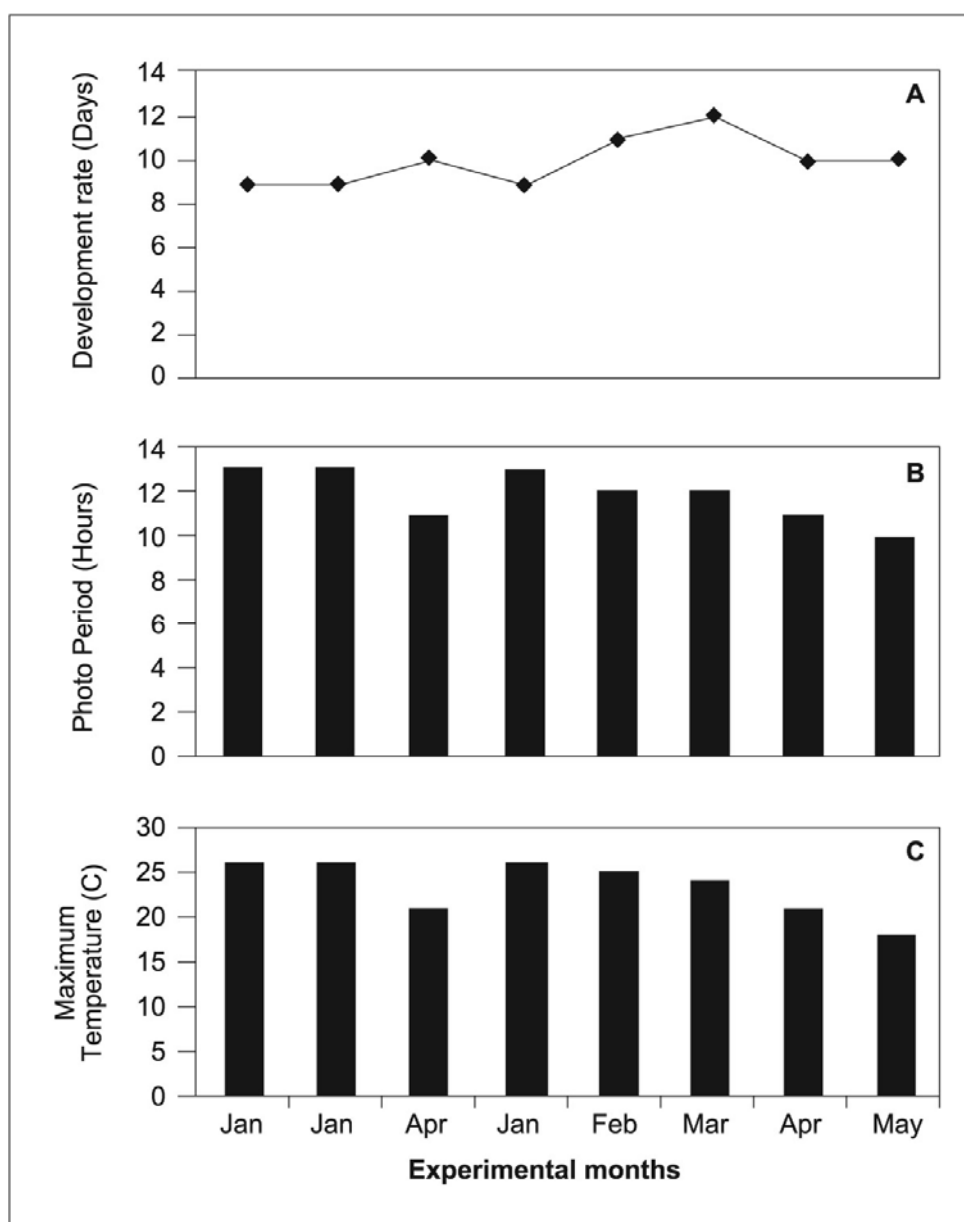 A
Development rate (Days)
14
12
10
8
6
4
2
0
B
Photo Period (Hours)
14
12
10
8
6
4
2
0
C
Maximum
Temperature (C)
30
25
20
15
10
5
0
Jan Jan Apr Jan Feb Mar Apr May
Experimental months